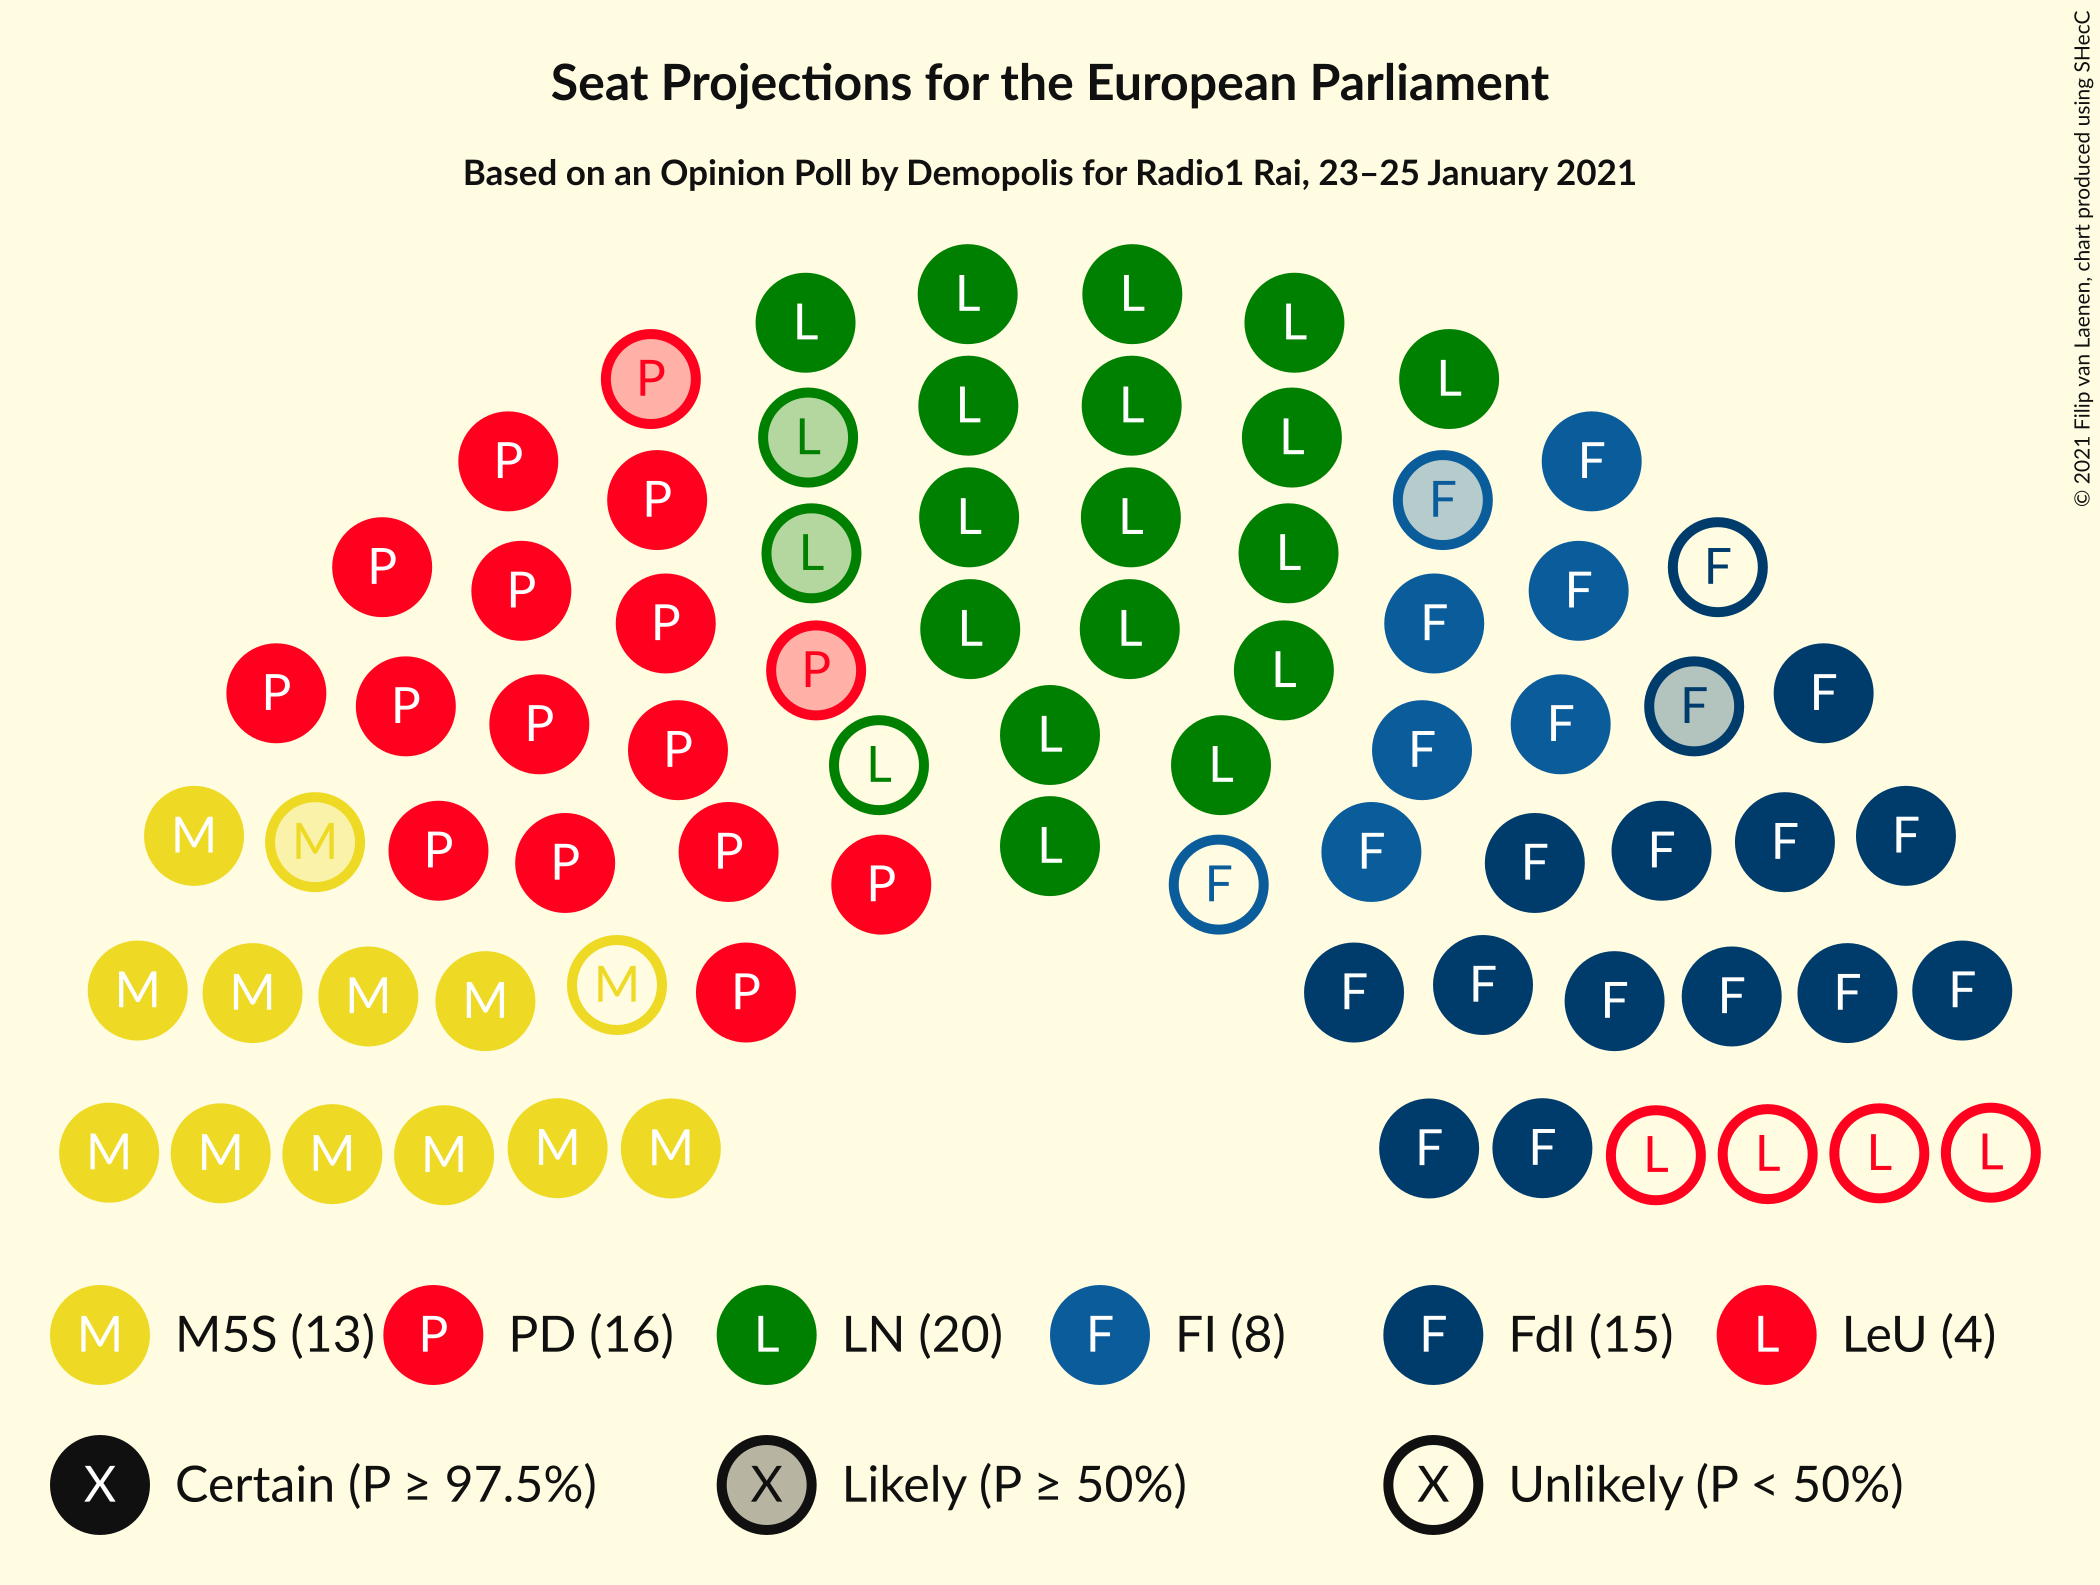 Seat Projections for the European Parliament
Based on an Opinion Poll by Demopolis for Radio1 Rai, 23–25 January 2021
© 2021 Filip van Laenen, chart produced using SHecC
L L
L L
P L
L L
P F
L L
P P L F
L L
P L L F F
P P L L F
P L F
P P P P F F F F
L L L
M M P P P L F F F F F F
P F
M M M M M P F F F F F F
M M M M M M F F L L L L
M M5S (13) P PD (16) L LN (20) F FI (8) F FdI (15) L LeU (4)
X Certain (P ≥ 97.5%) X Likely (P ≥ 50%) X Unlikely (P < 50%)